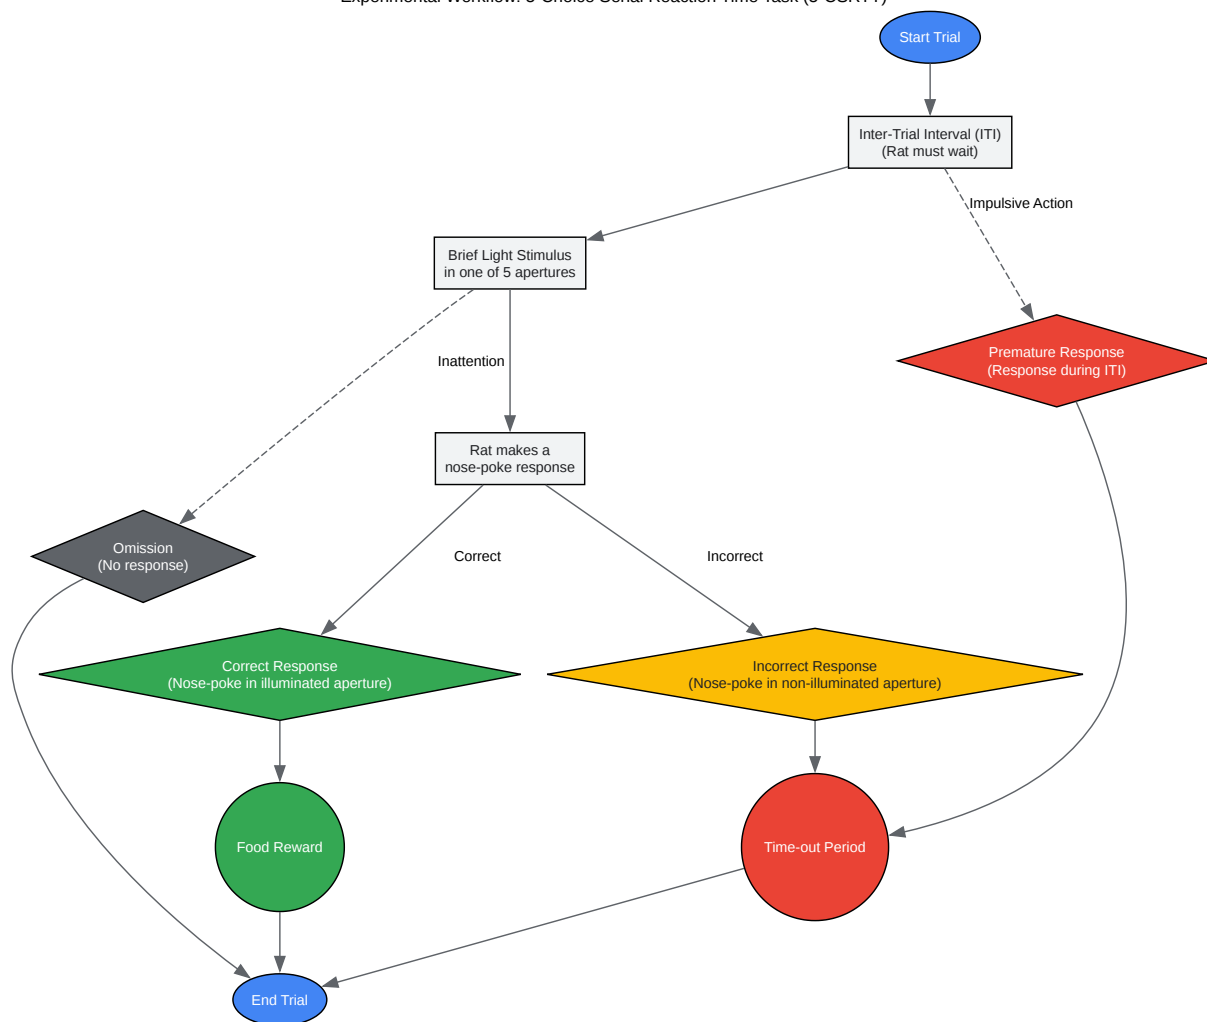 Start Trial
Inter-Trial Interval (ITI)
(Rat must wait)
Impulsive Action
Brief Light Stimulus
in one of 5 apertures
Premature Response
(Response during ITI)
Inattention
Rat makes a
nose-poke response
Omission
(No response)
Correct
Incorrect
Correct Response
(Nose-poke in illuminated aperture)
Incorrect Response
(Nose-poke in non-illuminated aperture)
Food Reward
Time-out Period
End Trial